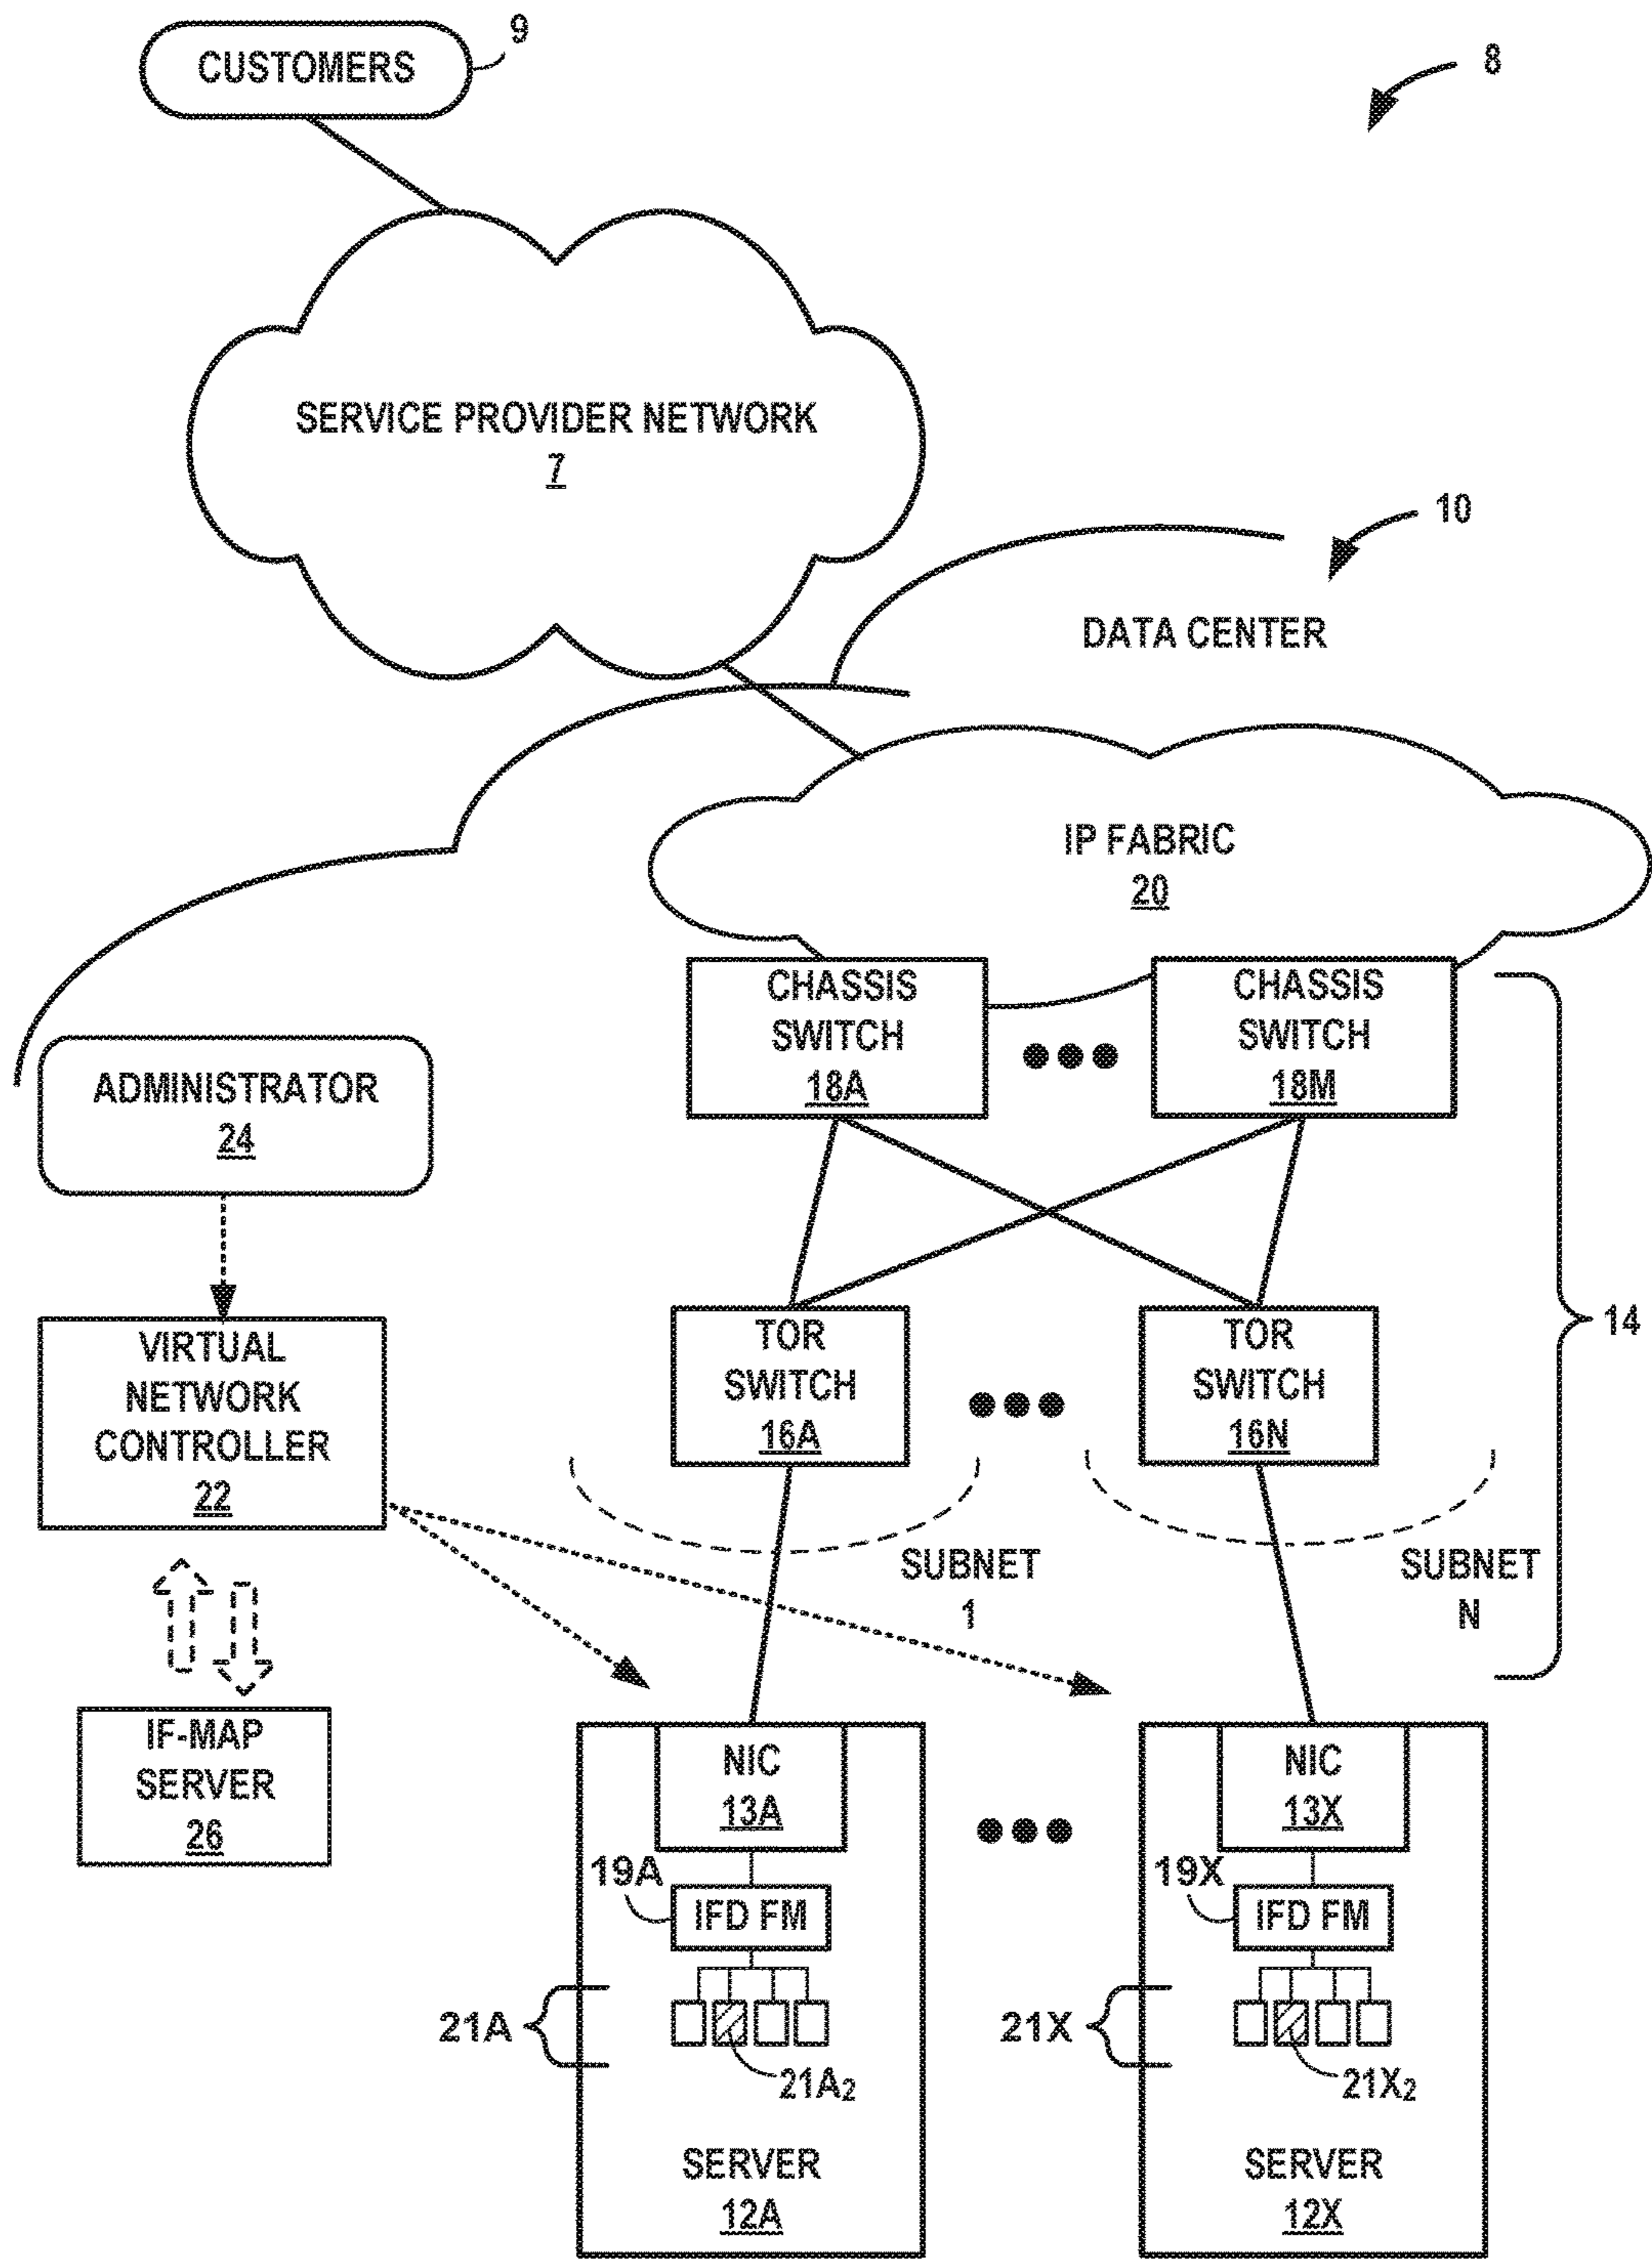 CUSTOMERS
9
8
SERVICE PROVIDER NETWORK
7
10
DATA CENTER
IP FABRIC
20
CHASSIS
SWITCH
18A
CHASSIS
SWITCH
18M
ADMINISTRATOR
24
14
VIRTUAL
NETWORK
CONTROLLER
22
TOR
SWITCH
16A
TOR
SWITCH
16N
SUBNET
1
SUBNET
N
IF-MAP
SERVER
26
NIC
13A
NIC
13X
19A
IFD FM
19X
IFD FM
21A
21A₂
21X
21X₂
SERVER
12A
SERVER
12X